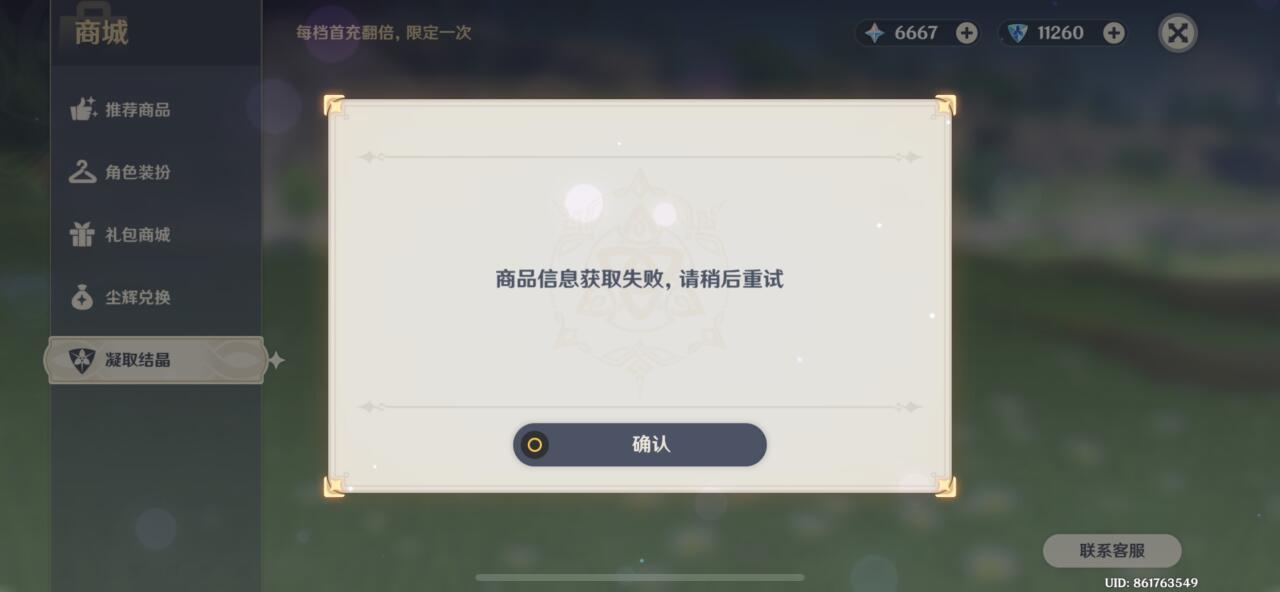 商城
每档首充翻倍，限定一次
6667
11260
推荐商品
角色装扮
礼包商城
尘辉兑换
凝取结晶
商品信息获取失败，请稍后重试
确认
联系客服
UID: 861763549